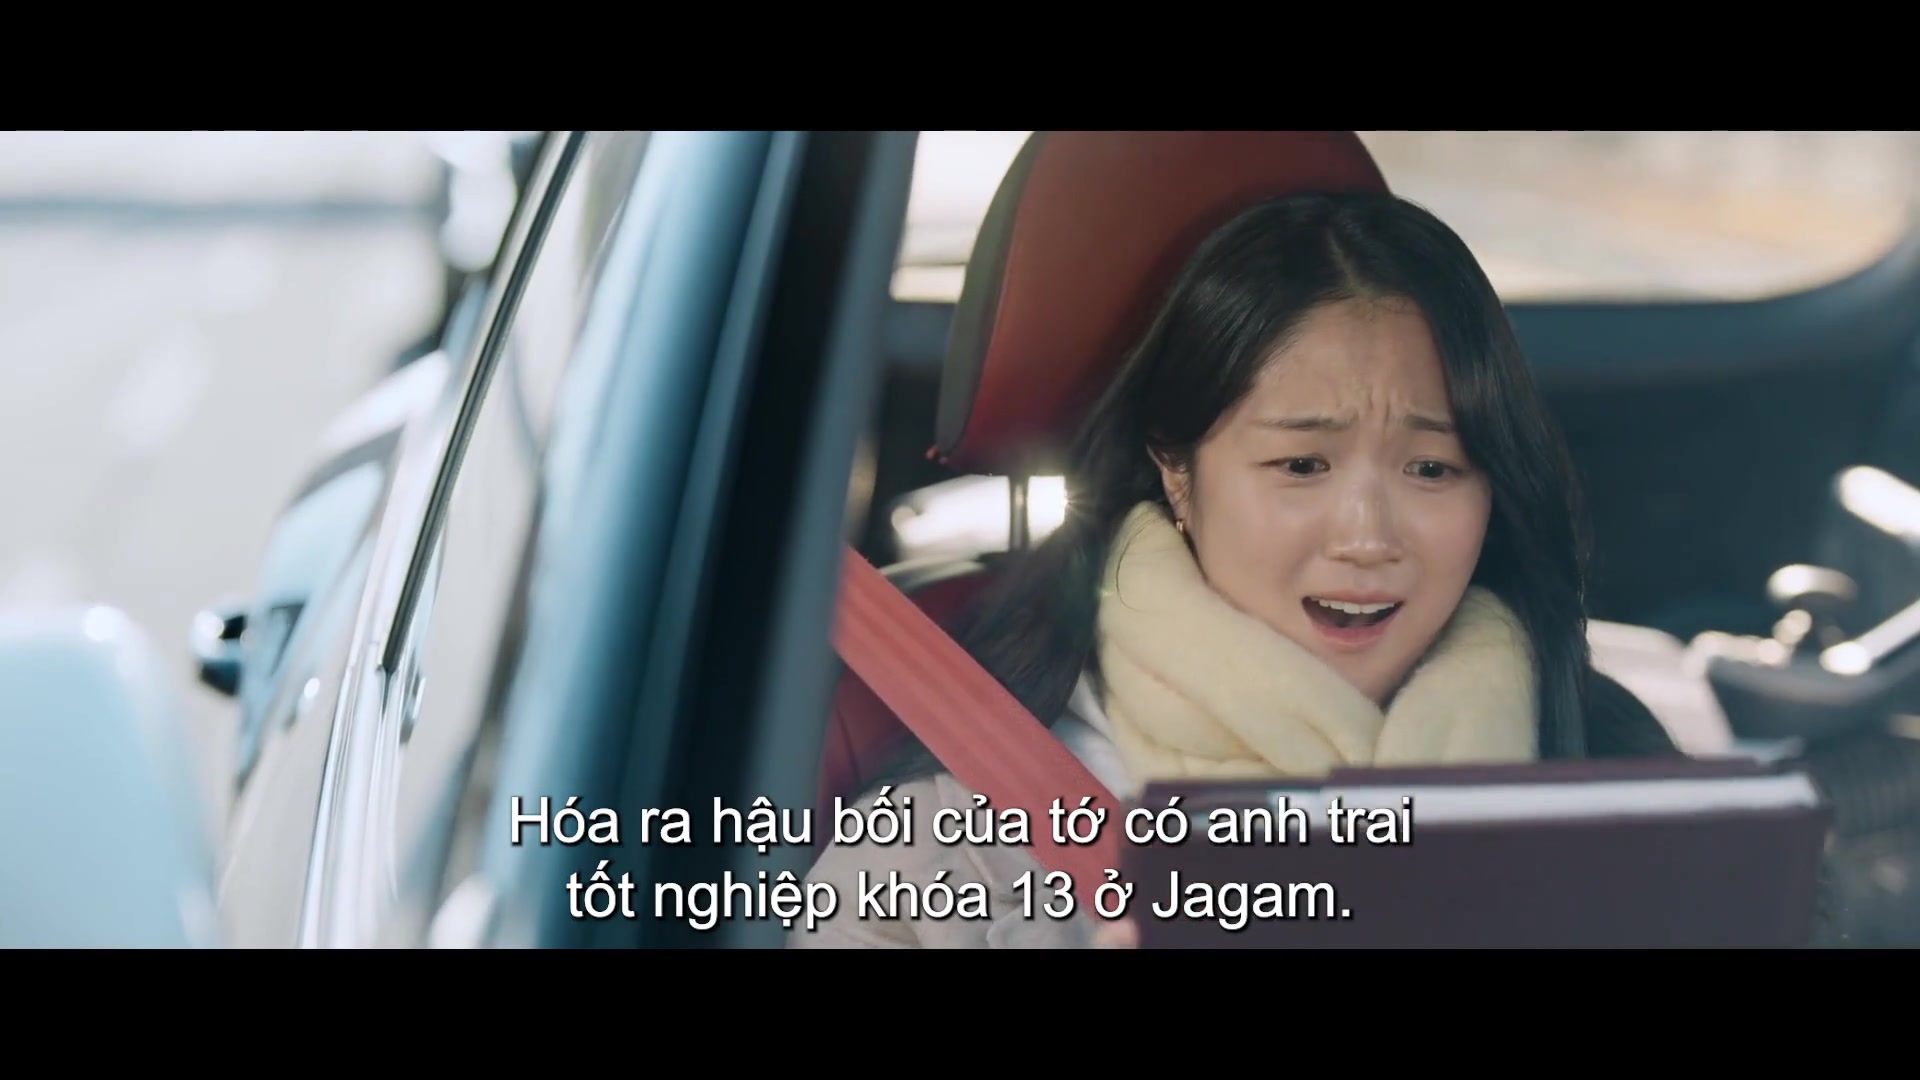 Hóa ra hậu bối của tớ có anh trai
tốt nghiệp khóa 13 ở Jagam.